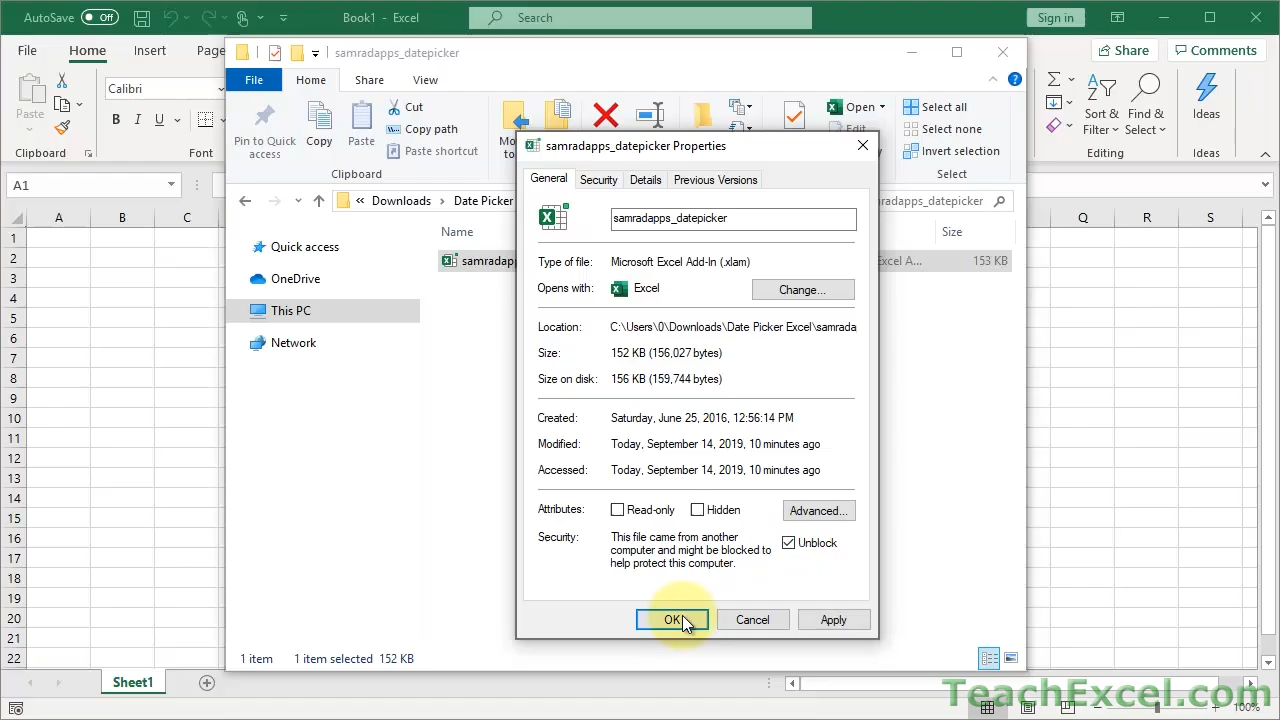 AutoSave Off Book1 - Excel Search Sign in
File Home Insert Page Share Comments
samradapps_datepicker
File Home Share View
Paste
Calibri
B I U
Clipboard Font
Pin to Quick access
Copy
Paste
Cut
Copy path
Paste shortcut
Clipboard
Mo
to
Open
Edit
Select all
Select none
Invert selection
Select
Σ
Sort & Filter
Find & Select
Ideas
Editing Ideas
A1
« Downloads › Date Picker
radapps_datepicker
A B C Q R S
1
2
3
4
5
6
7
8
9
10
11
12
13
14
15
16
17
18
19
20
21
22
Quick access
OneDrive
This PC
Network
Name Size
samradapp
Excel A... 153 KB
samradapps_datepicker Properties
General Security Details Previous Versions
samradapps_datepicker
Type of file: Microsoft Excel Add-In (.xlam)
Opens with: Excel Change...
Location: C:\Users\0\Downloads\Date Picker Excel\samrada
Size: 152 KB (156,027 bytes)
Size on disk: 156 KB (159,744 bytes)
Created: Saturday, June 25, 2016, 12:56:14 PM
Modified: Today, September 14, 2019, 10 minutes ago
Accessed: Today, September 14, 2019, 10 minutes ago
Attributes: Read-only Hidden Advanced...
Security: This file came from another
computer and might be blocked to
help protect this computer.
Unblock
OK Cancel Apply
1 item 1 item selected 152 KB
Sheet1
TeachExcel.com
100%